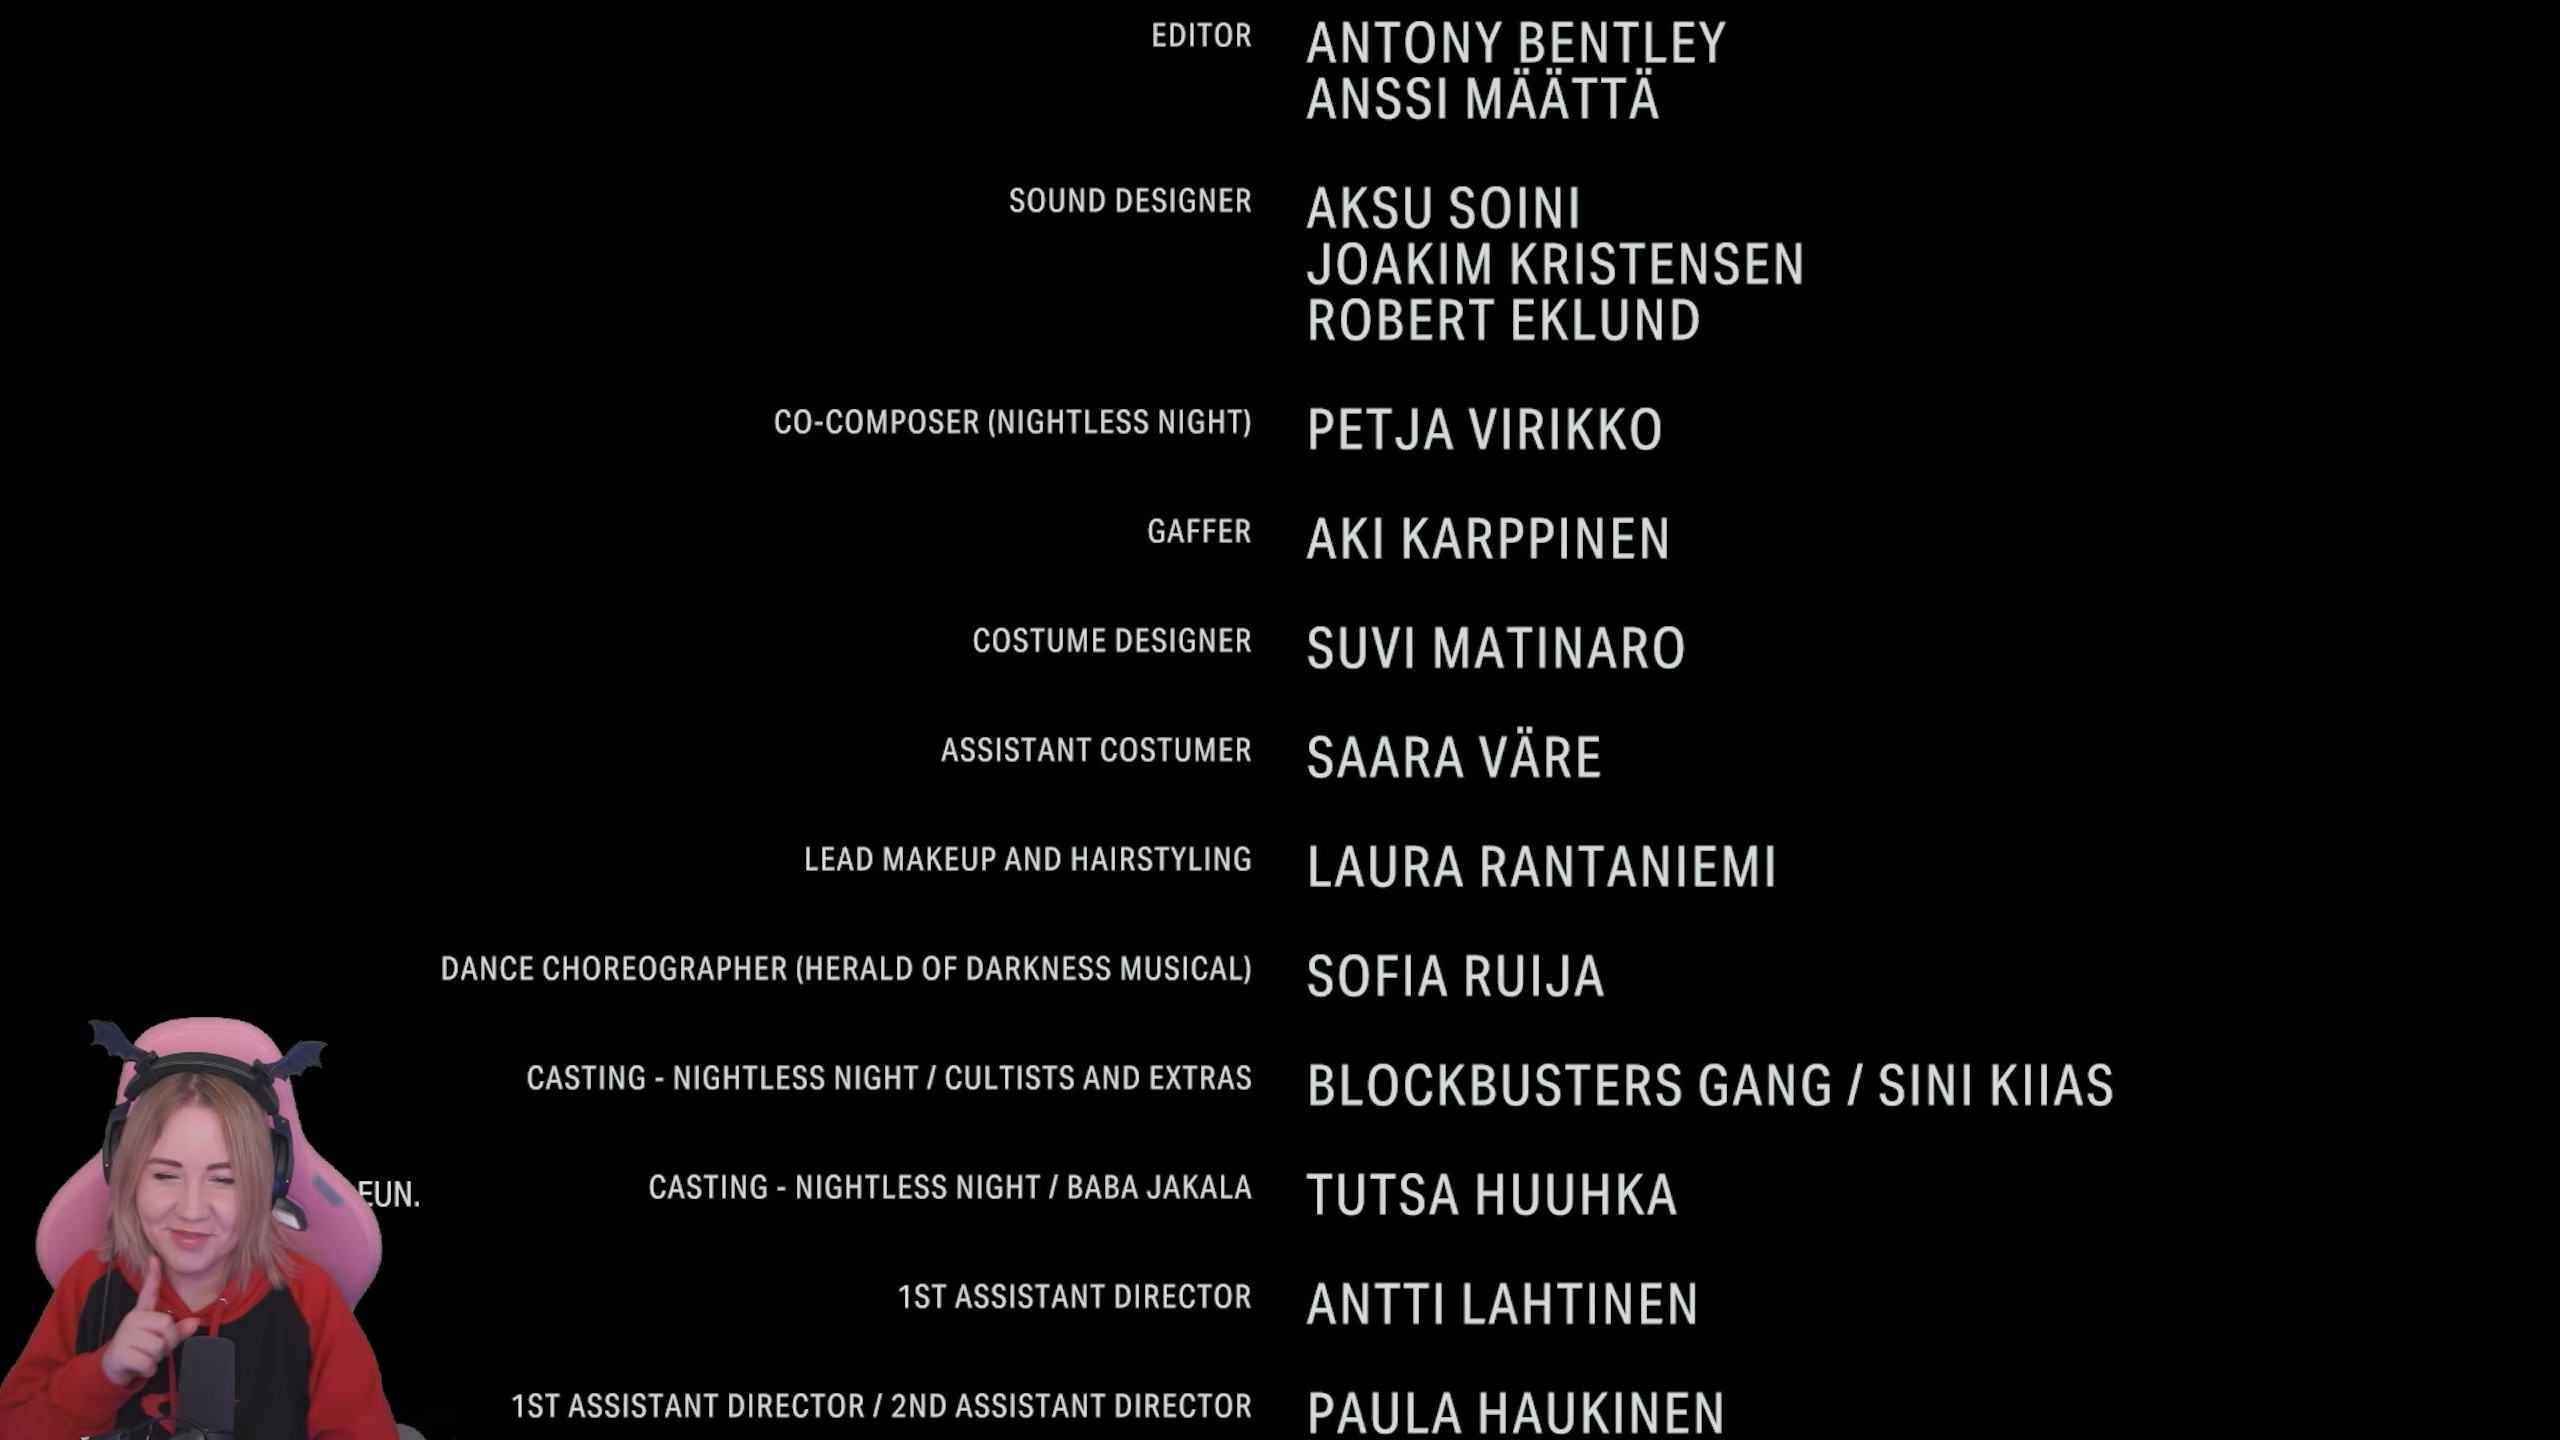 EDITOR ANTONY BENTLEY
ANSSI MÄÄTTÄ
SOUND DESIGNER AKSU SOINI
JOAKIM KRISTENSEN
ROBERT EKLUND
CO-COMPOSER (NIGHTLESS NIGHT) PETJA VIRIKKO
GAFFER AKI KARPPINEN
COSTUME DESIGNER SUVI MATINARO
ASSISTANT COSTUMER SAARA VÄRE
LEAD MAKEUP AND HAIRSTYLING LAURA RANTANIEMI
DANCE CHOREOGRAPHER (HERALD OF DARKNESS MUSICAL) SOFIA RUIJA
CASTING - NIGHTLESS NIGHT / CULTISTS AND EXTRAS BLOCKBUSTERS GANG / SINI KIIAS
CASTING - NIGHTLESS NIGHT / BABA JAKALA TUTSA HUUHKA
1ST ASSISTANT DIRECTOR ANTTI LAHTINEN
1ST ASSISTANT DIRECTOR / 2ND ASSISTANT DIRECTOR PAULA HAUKINEN